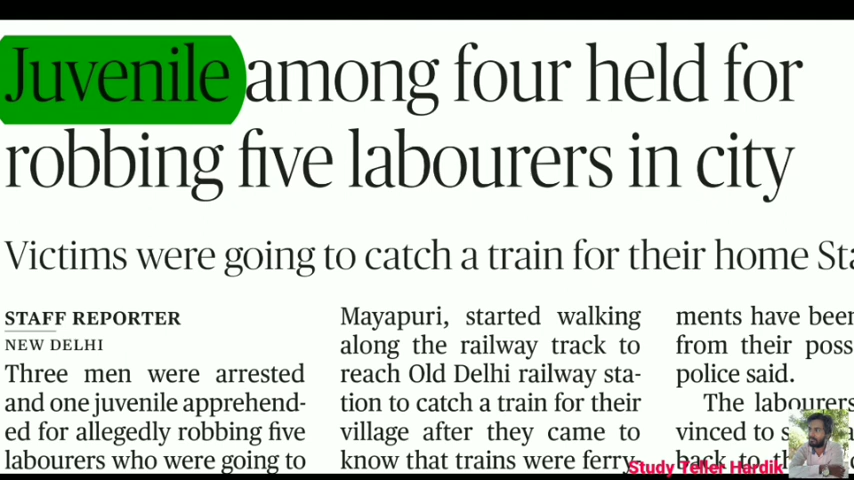 Juvenile among four held for
robbing five labourers in city
Victims were going to catch a train for their home
STAFF REPORTER
NEW DELHI
Three men were arrested
and one juvenile apprehend-
ed for allegedly robbing five
labourers who were going to
Mayapuri, started walking
along the railway track to
reach Old Delhi railway sta-
tion to catch a train for their
village after they came to
know that trains were ferry-
ments have been
from their
police said.
The labourers
vinced to
back to
Study Teller Hardik